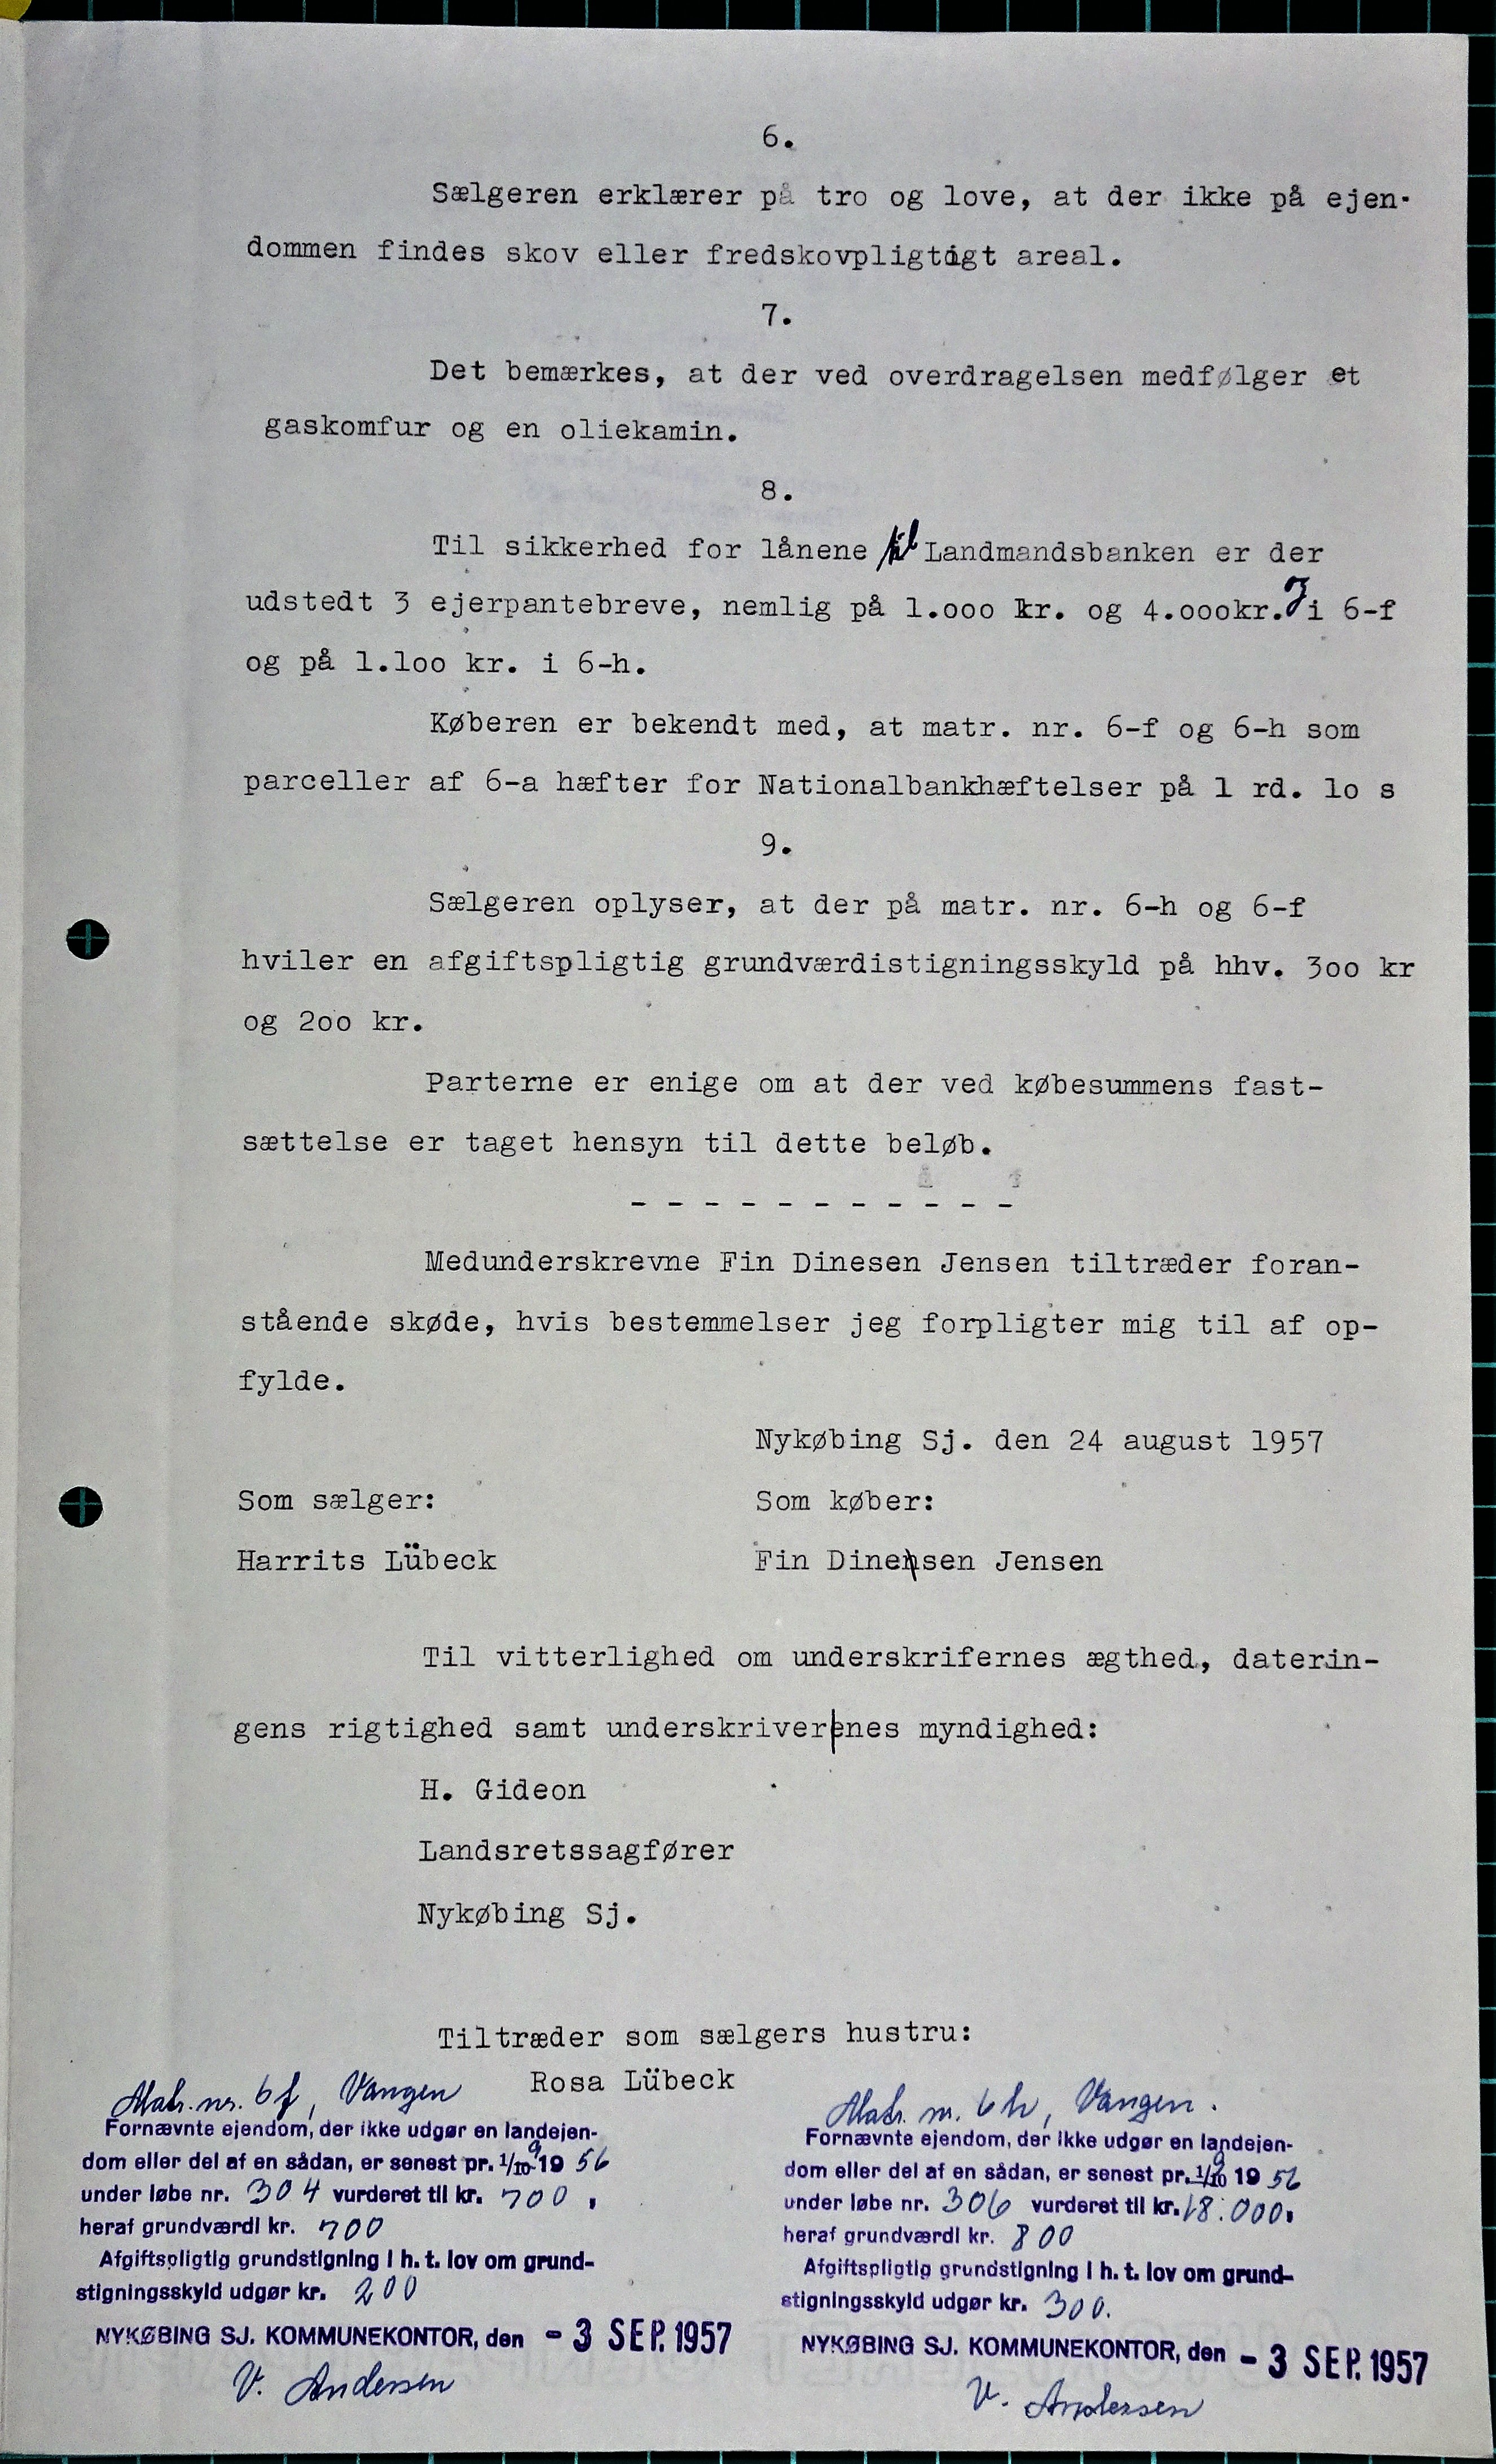 6.
Sælgeren erklærer på tro og love, at der ikke på ejen-
dommen findes skov eller fredskovpligtigt areal.
7.
Det bemærkes, at der ved overdragelsen medfølger et
gaskomfur og en oliekamin.
8.
Til sikkerhed for lånene til Landmandsbanken er der
udstedt 3 ejerpantebreve, nemlig på 1.ooo kr. og 4.oookr. i 6-f
og på 1.1oo kr. i 6-h.
Køberen er bekendt med, at matr. nr. 6-f og 6-h som
parceller af 6-a hæfter for Nationalbankhæftelser på 1 rd. lo s
9.
Sælgeren oplyser, at der på matr. nr. 6-h og 6-f
hviler en afgiftspligtig grundværdistigningsskyld på hhv. 3oo kr
og 2oo kr.
Parterne er enige om at der ved købesummens fast-
sættelse er taget hensyn til dette beløb.
- - - - - - - - - - -
Medunderskrevne Fin Dinesen Jensen tiltræder foran-
stående skøde, hvis bestemmelser jeg forpligter mig til af op-
fylde.
Nykøbing Sj. den 24 august 1957
Som sælger: Som køber:
Harrits Lübeck Fin Dinesen Jensen
Til vitterlighed om underskrifernes ægthed, daterin-
gens rigtighed samt underskriverenes myndighed:
H. Gideon
Landsretssagfører
Nykøbing Sj.
Tiltræder som sælgers hustru:
Rosa Lübeck
Matr. nr. 6f, Vangen
Fornævnte ejendom, der ikke udgør en landejen-
dom eller del af en sådan, er senest pr. 1/9 1956
under løbe nr. 304 vurderet til kr. 700,
heraf grundværdi kr. 700
Afgiftspligtig grundstigning i h. t. lov om grund-
stigningsskyld udgør kr. 200
NYKØBING SJ. KOMMUNEKONTOR, den - 3 SEP. 1957
V. Andersen
Matr. nr. 6h, Vangen.
Fornævnte ejendom, der ikke udgør en landejen-
dom eller del af en sådan, er senest pr. 1/9 1956
under løbe nr. 306 vurderet til kr. 18.000,
heraf grundværdi kr. 800
Afgiftspligtig grundstigning i h. t. lov om grund-
stigningsskyld udgør kr. 300.
NYKØBING SJ. KOMMUNEKONTOR, den - 3 SEP. 1957
V. Andersen